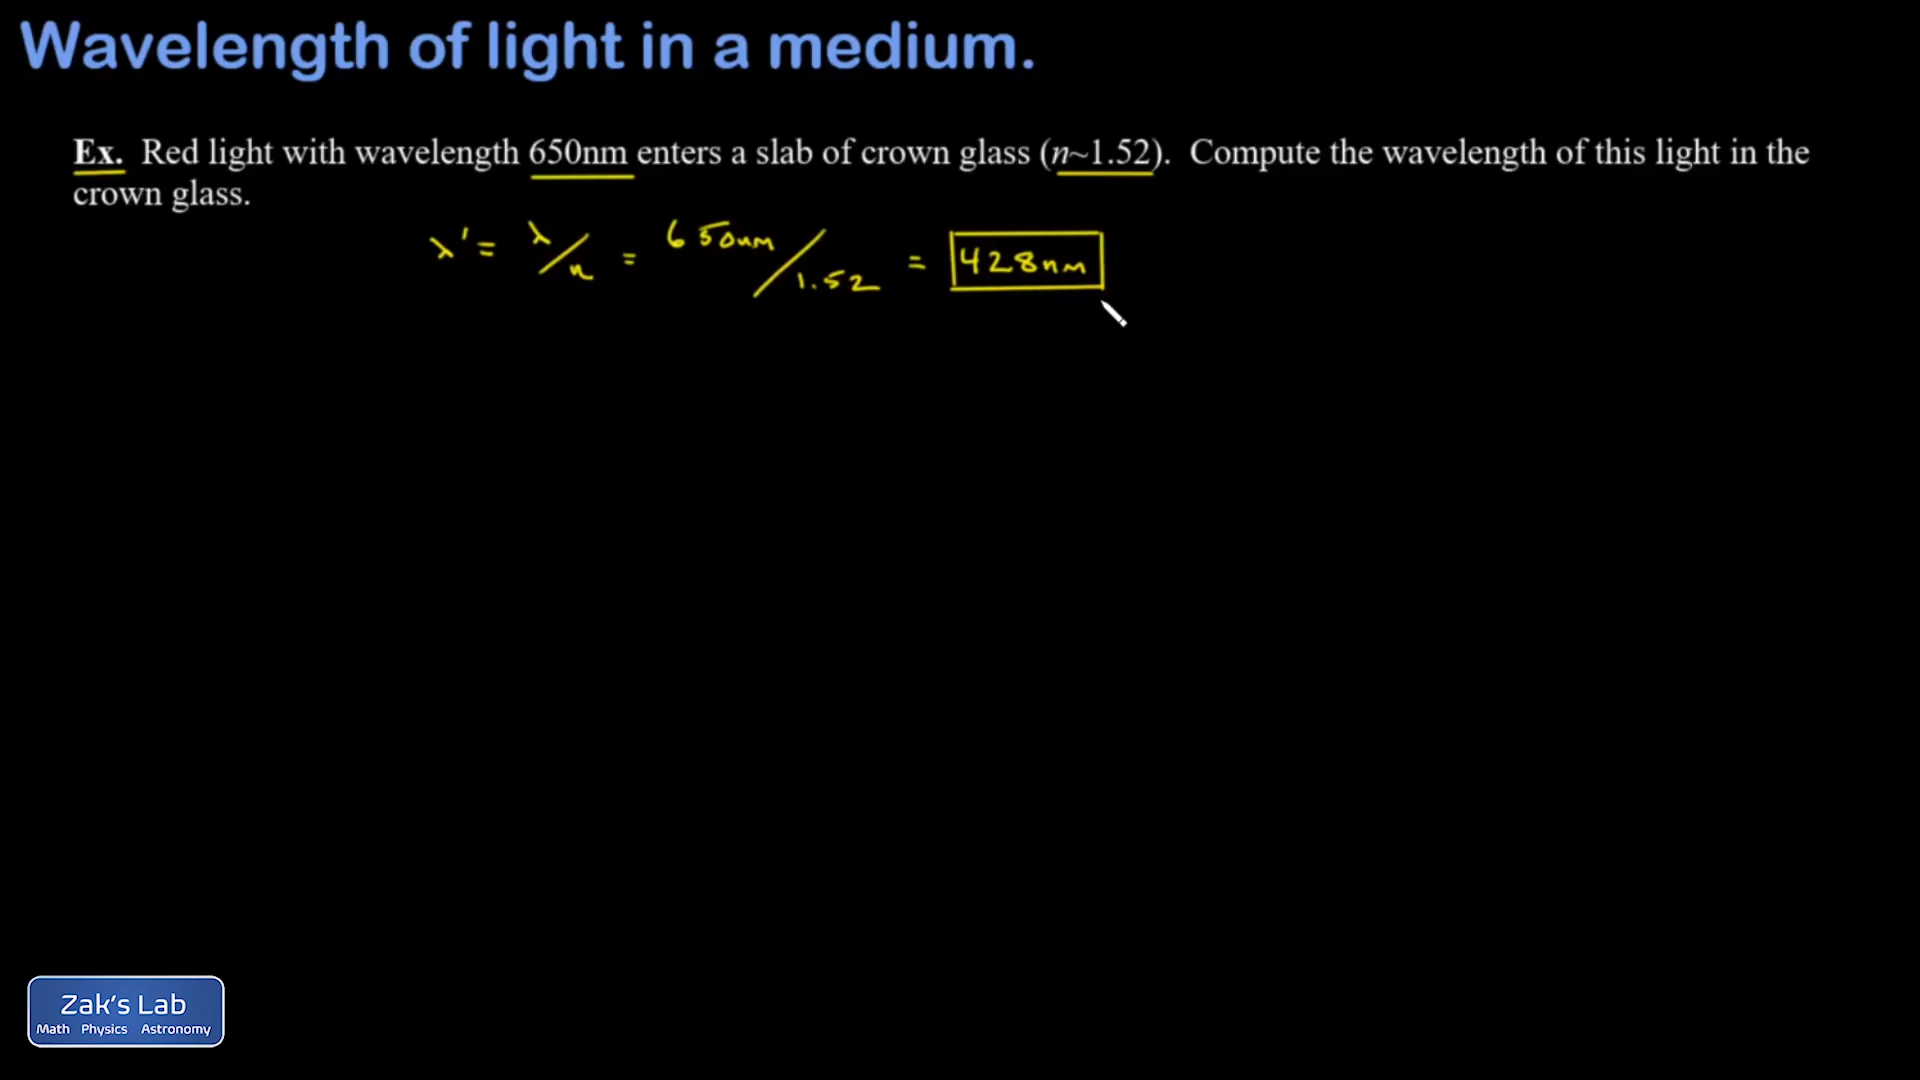 Wavelength of light in a medium.
Ex. Red light with wavelength 650nm enters a slab of crown glass (n~1.52). Compute the wavelength of this light in the
crown glass.
λ' = λ/n = 650nm/1.52 = 428nm
Zak's Lab
Math Physics Astronomy